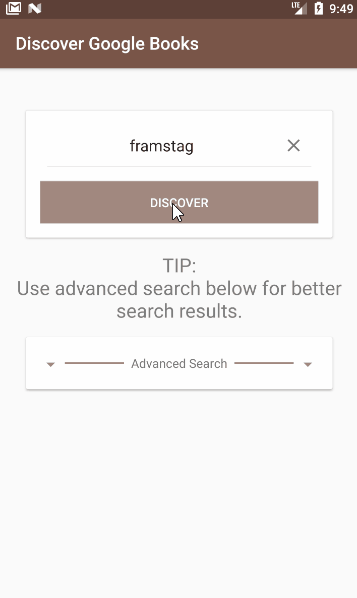 LTE 9:49
Discover Google Books
framstag
DISCOVER
TIP:
Use advanced search below for better
search results.
Advanced Search